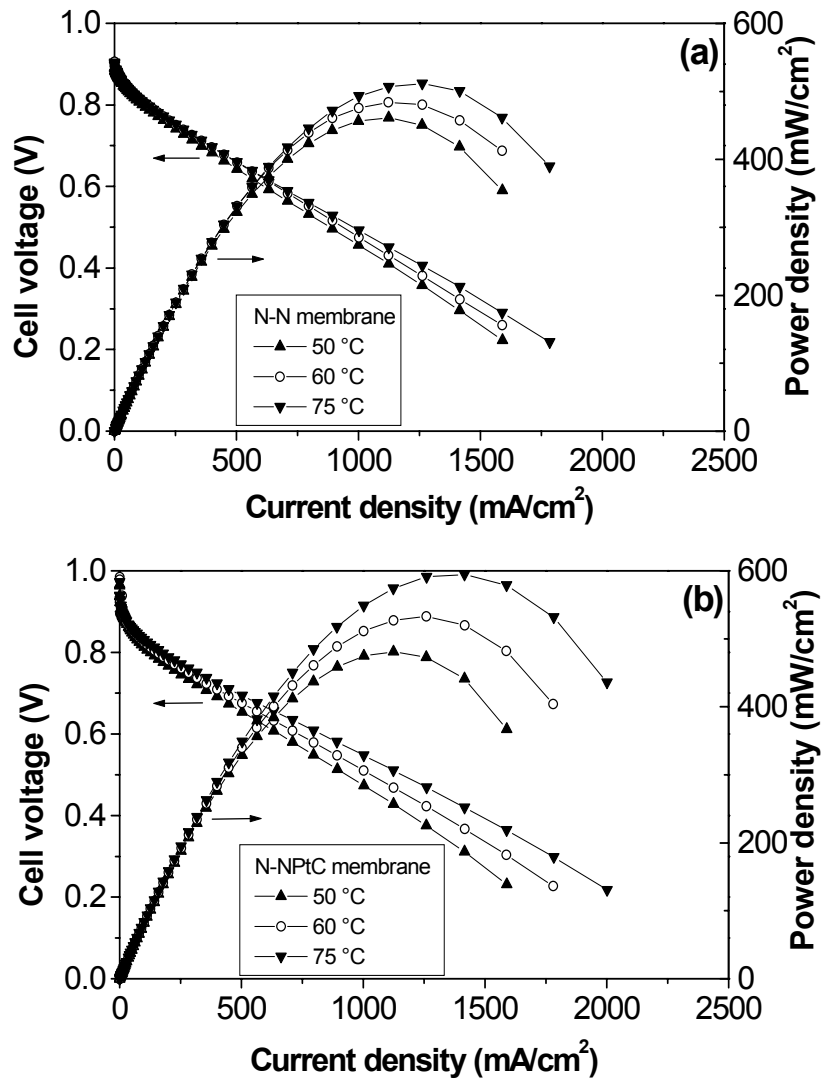 (a)
1.0
0.8
0.6
0.4
0.2
0.0
Cell voltage (V)
600
400
200
0
Power density (mW/cm²)
N-N membrane
50 °C
60 °C
75 °C
0 500 1000 1500 2000 2500
Current density (mA/cm²)
(b)
1.0
0.8
0.6
0.4
0.2
0.0
Cell voltage (V)
600
400
200
0
Power density (mW/cm²)
N-NPtC membrane
50 °C
60 °C
75 °C
0 500 1000 1500 2000 2500
Current density (mA/cm²)